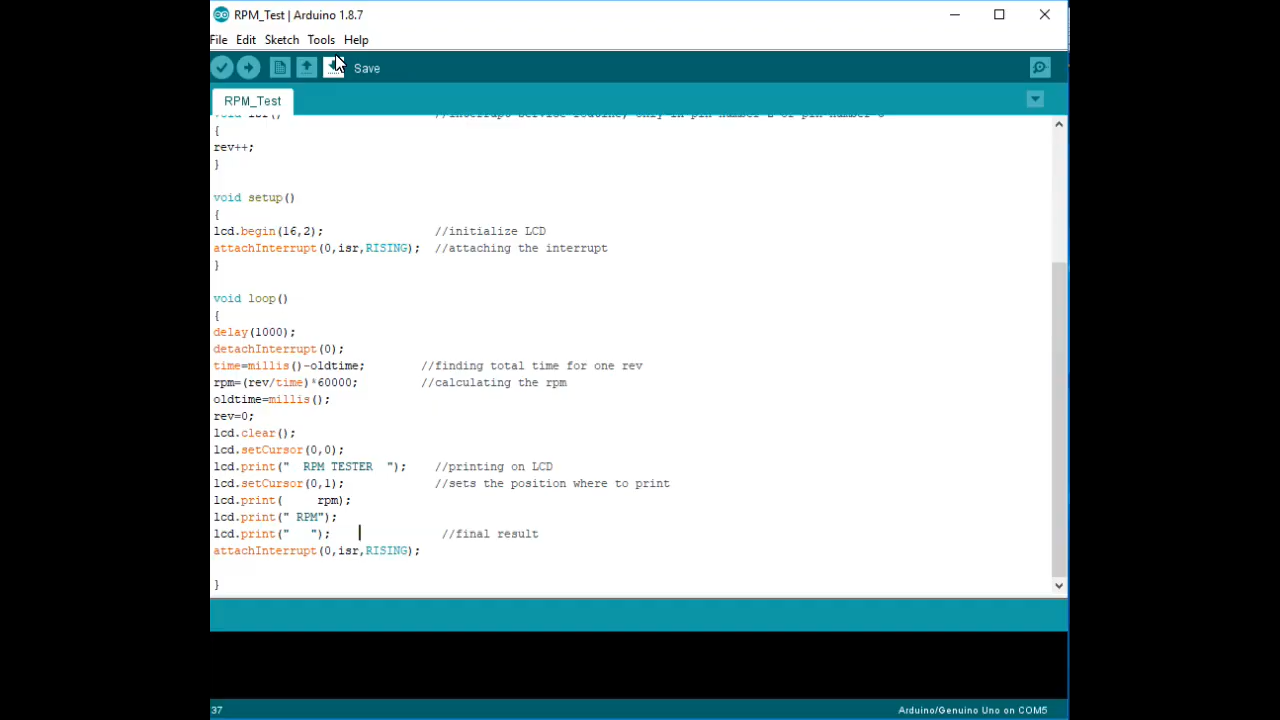 RPM_Test | Arduino 1.8.7
File Edit Sketch Tools Help
Save
RPM_Test
{
rev++;
}
void setup()
{
lcd.begin(16,2); //initialize LCD
attachInterrupt(0,isr,RISING); //attaching the interrupt
}
void loop()
{
delay(1000);
detachInterrupt(0);
time=millis()-oldtime; //finding total time for one rev
rpm=(rev/time)*60000; //calculating the rpm
oldtime=millis();
rev=0;
lcd.clear();
lcd.setCursor(0,0);
lcd.print("  RPM TESTER  "); //printing on LCD
lcd.setCursor(0,1); //sets the position where to print
lcd.print(     rpm);
lcd.print(" RPM");
lcd.print("   "); //final result
attachInterrupt(0,isr,RISING);
}
37 Arduino/Genuino Uno on COM5